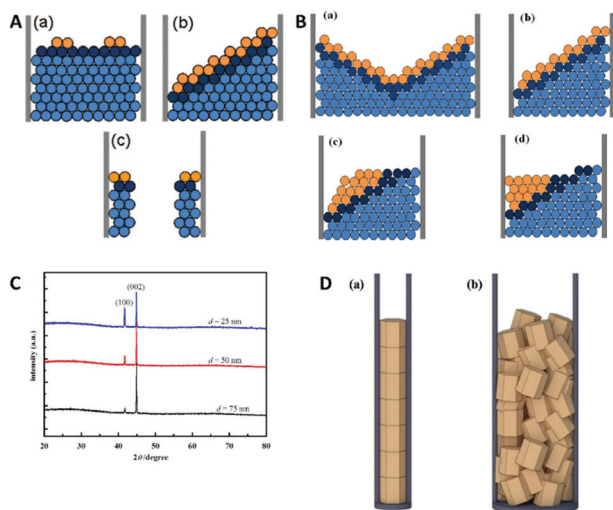 A
(a)
(b)
(c)
B
(a)
(b)
(c)
(d)
C
intensity (a.u.)
(100)
(002)
d = 25 nm
d = 50 nm
d = 75 nm
20 30 40 50 60 70 80
2θ/degree
D
(a)
(b)